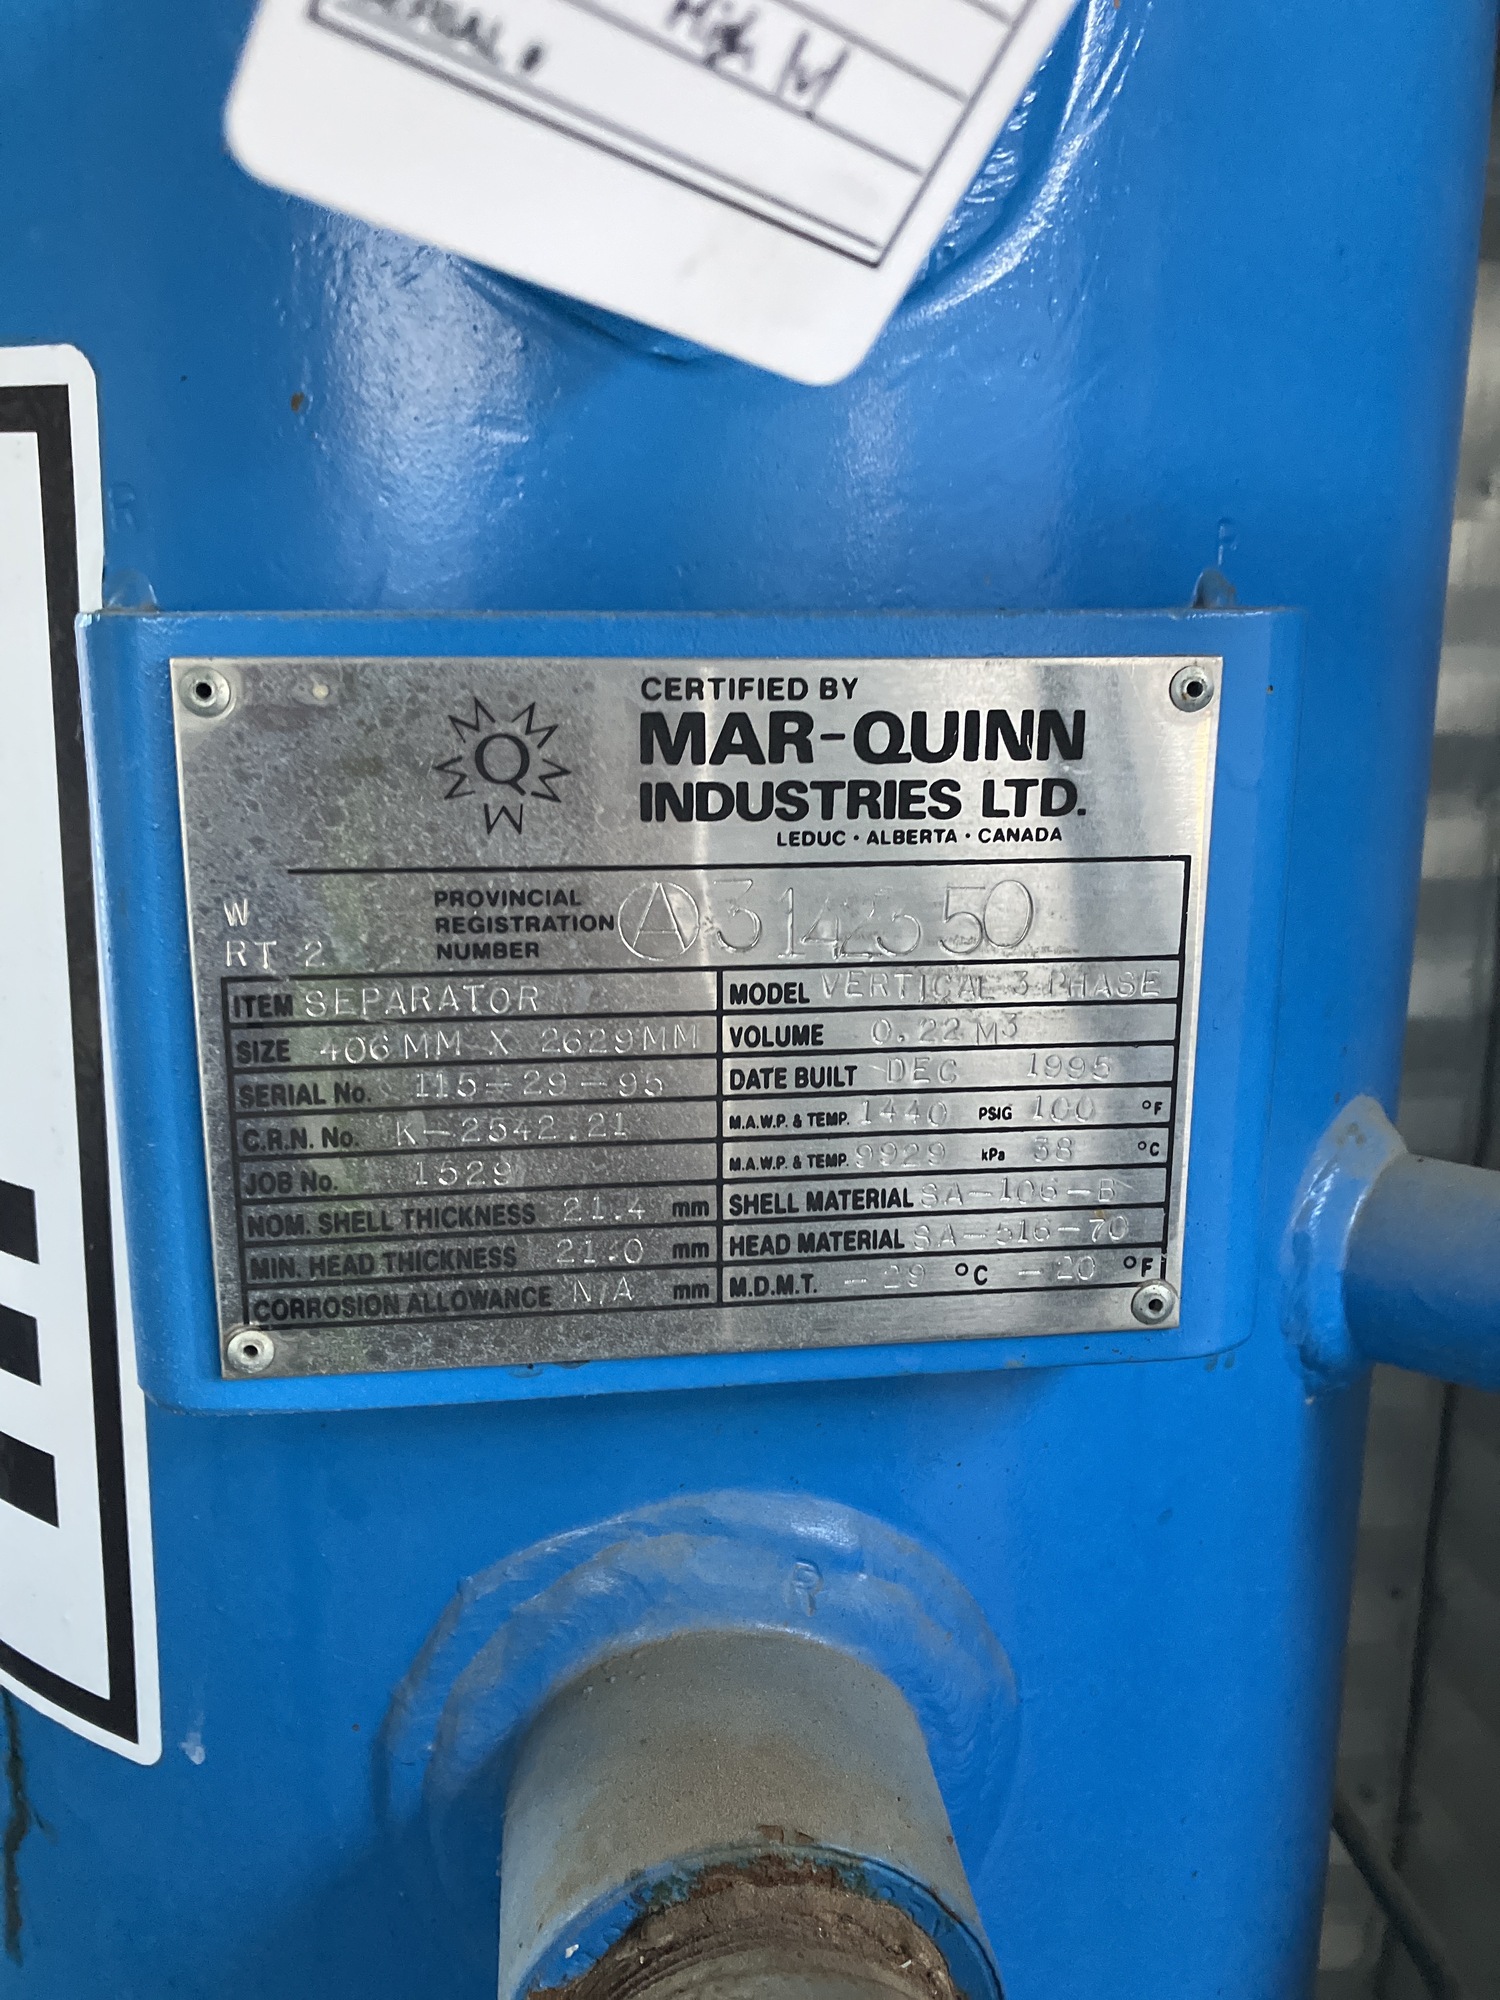 High
CERTIFIED BY
MAR-QUINN
INDUSTRIES LTD.
LEDUC · ALBERTA · CANADA
W
RT 2
PROVINCIAL
REGISTRATION
NUMBER
A
ITEM SEPARATOR
SIZE 406 MM X 2629 MM
SERIAL No. 115-29-95
C.R.N. No. K-2542.21
JOB No. 1529
NOM. SHELL THICKNESS 21.4 mm
MIN. HEAD THICKNESS 21.0 mm
CORROSION ALLOWANCE N/A mm
MODEL VERTICAL 3 PHASE
VOLUME 0.22 M3
DATE BUILT DEC 1995
M.A.W.P. & TEMP. 1440 PSIG 100 °F
M.A.W.P. & TEMP. 9929 kPa 38 °C
SHELL MATERIAL SA-106-B
HEAD MATERIAL SA-516-70
M.D.M.T. -29 °C -20 °F
R